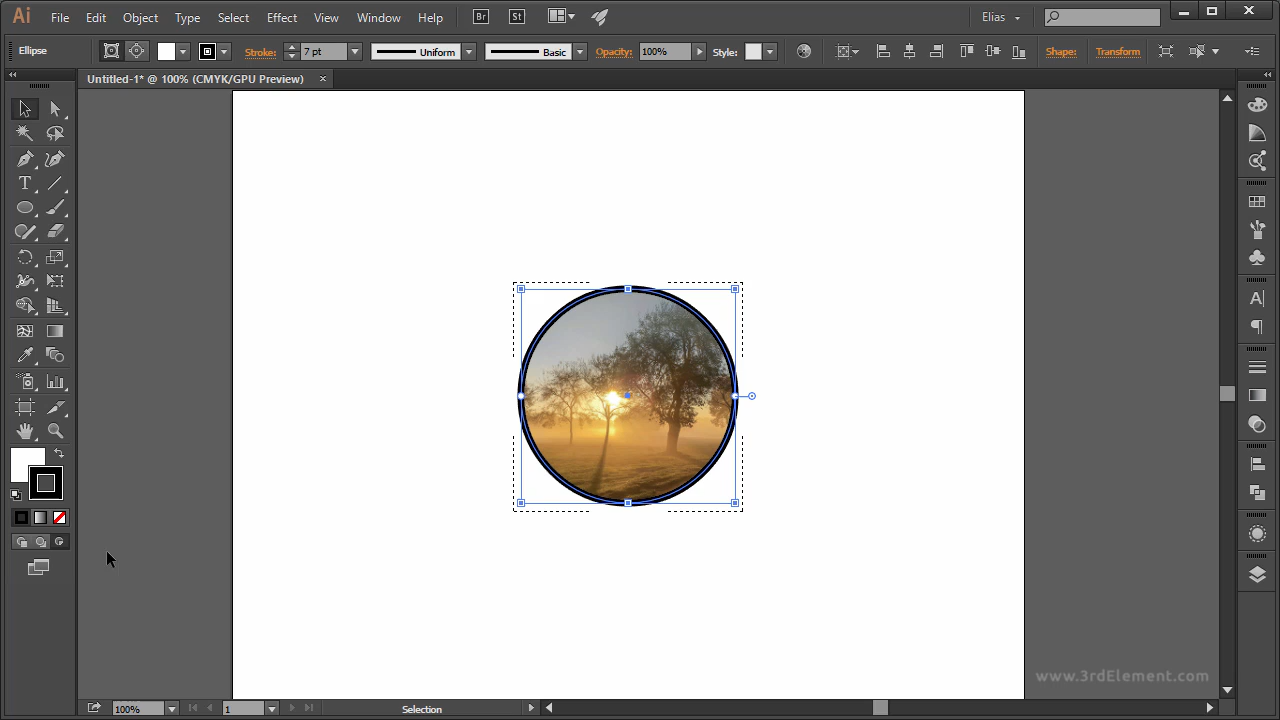 Ai File Edit Object Type Select Effect View Window Help Br St Elias
Ellipse Stroke: 7 pt Uniform Basic Opacity: 100% Style: Shape: Transform
Untitled-1* @ 100% (CMYK/GPU Preview) ×
T
A
www.3rdElement.com
100% 1 Selection